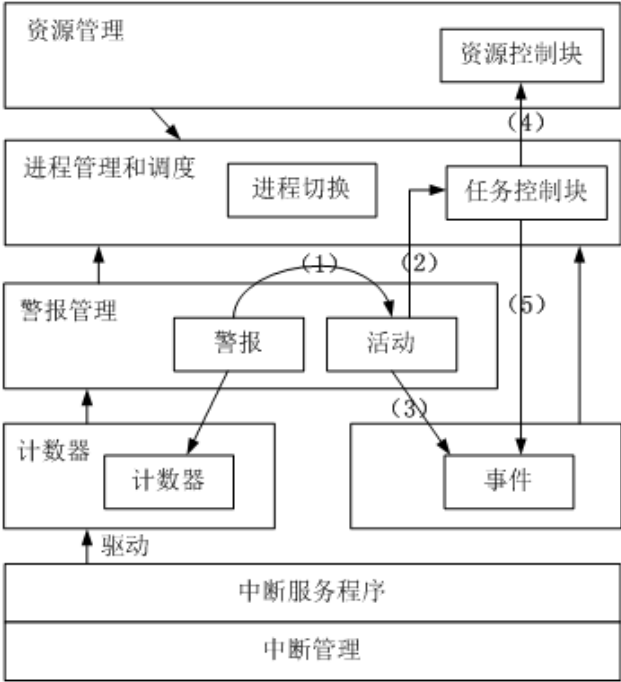 资源管理
资源控制块
(4)
进程管理和调度
进程切换
任务控制块
(1)
(2)
(5)
警报管理
警报
活动
(3)
计数器
计数器
事件
驱动
中断服务程序
中断管理